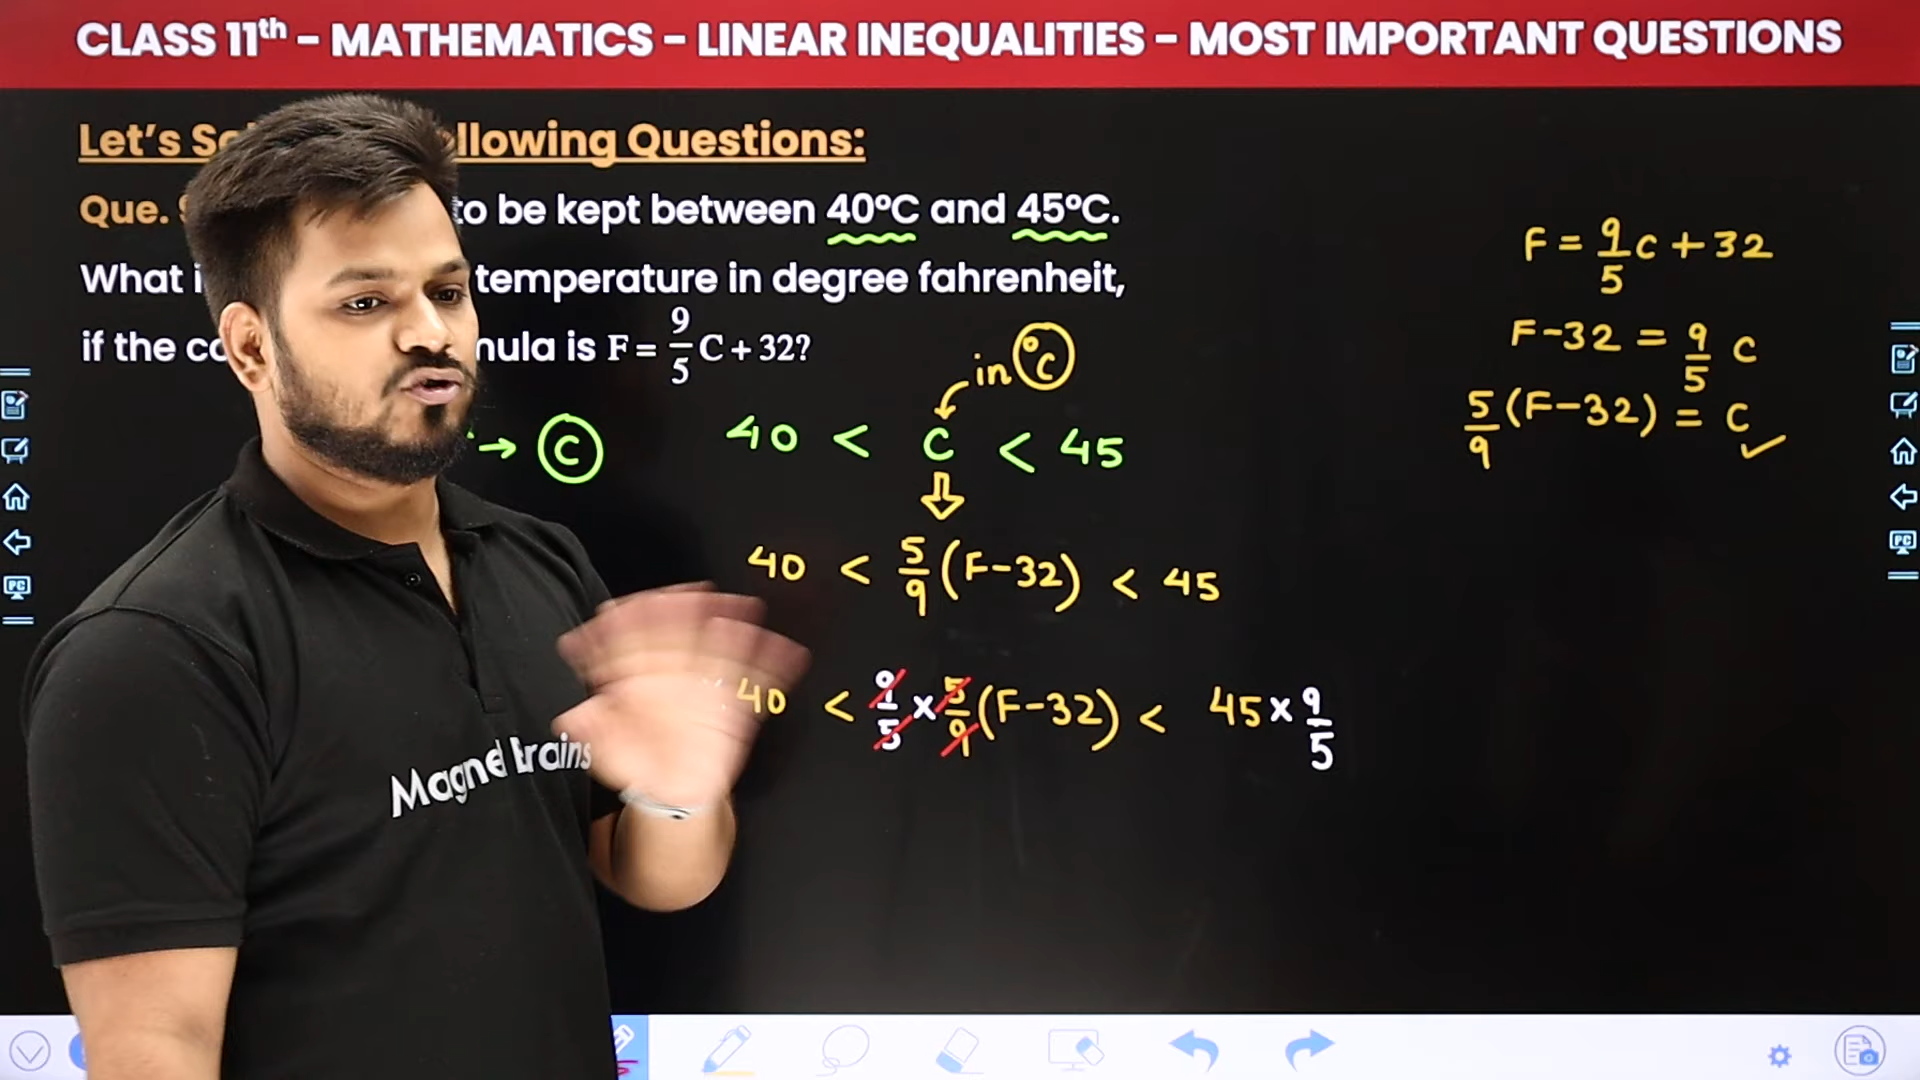 CLASS 11th - MATHEMATICS - LINEAR INEQUALITIES - MOST IMPORTANT QUESTIONS
Let's Questions:
Que. to be kept between 40°C and 45°C.
What temperature in degree fahrenheit,
if the is F = 9/5 C + 32?
in °C
→ C
40 < C < 45
40 < 5/9 (F-32) < 45
40 < 9/5 × 5/9 (F-32) < 45 × 9/5
F = 9/5 C + 32
F-32 = 9/5 C
5/9 (F-32) = C
Magnet Brains
PC
PC